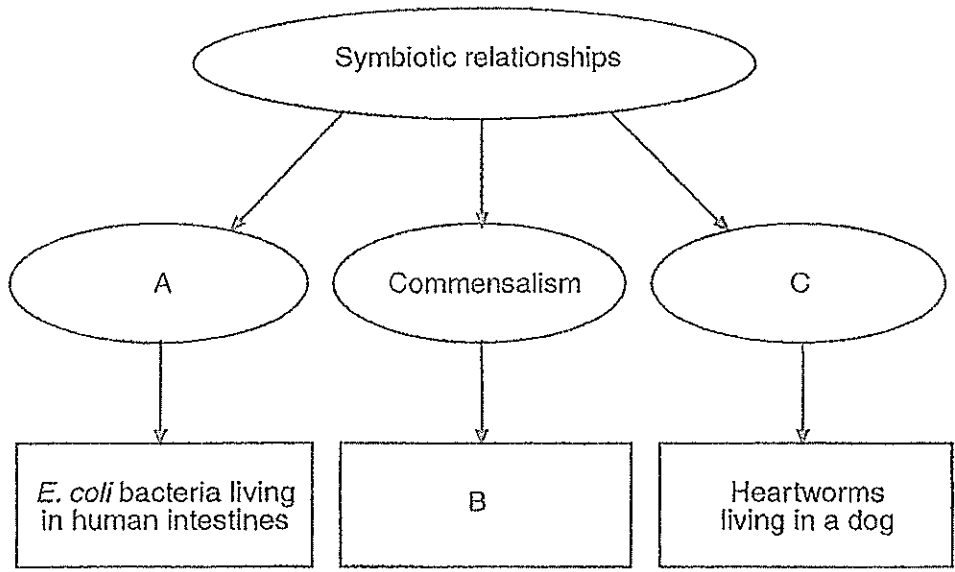 Symbiotic relationships
A
Commensalism
C
E. coli bacteria living
in human intestines
B
Heartworms
living in a dog